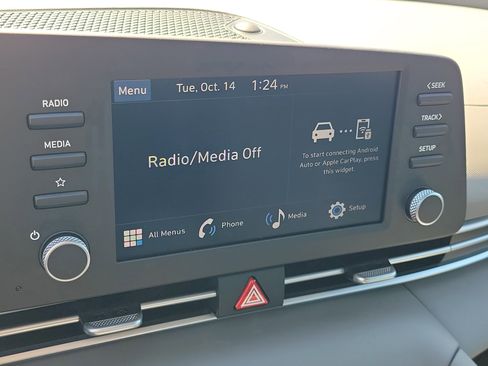 Menu
Tue, Oct. 14
1:24 PM
RADIO
MEDIA
Radio/Media Off
To start connecting Android
Auto or Apple CarPlay, press
this widget.
All Menus
Phone
Media
Setup
<SEEK
TRACK>
SETUP